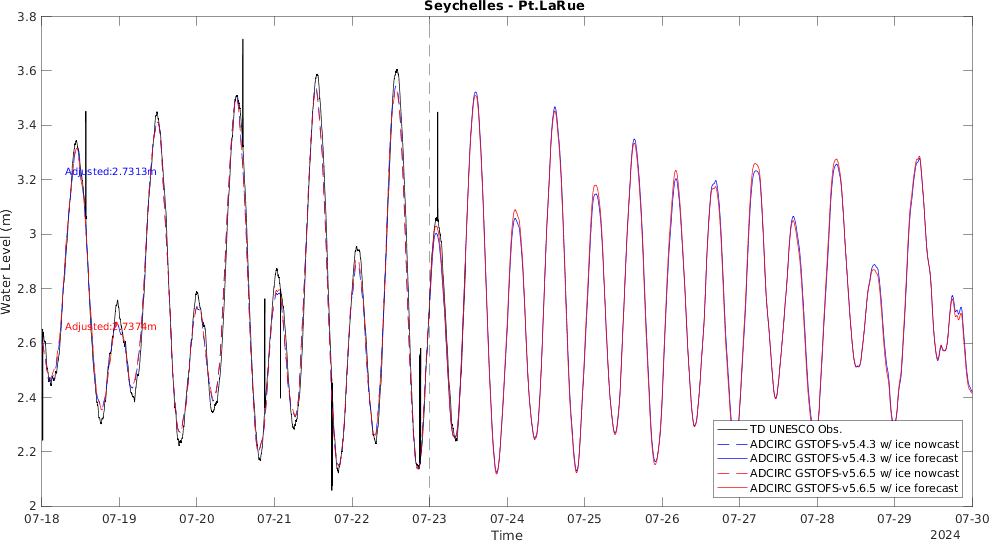 Seychelles - Pt.LaRue
3.8
3.6
3.4
3.2
3
2.8
2.6
2.4
2.2
2
Water Level (m)
Adjusted:2.7313m
Adjusted:2.7374m
TD UNESCO Obs.
ADCIRC GSTOFS-v5.4.3 w/ ice nowcast
ADCIRC GSTOFS-v5.4.3 w/ ice forecast
ADCIRC GSTOFS-v5.6.5 w/ ice nowcast
ADCIRC GSTOFS-v5.6.5 w/ ice forecast
07-18 07-19 07-20 07-21 07-22 07-23 07-24 07-25 07-26 07-27 07-28 07-29 07-30
Time
2024